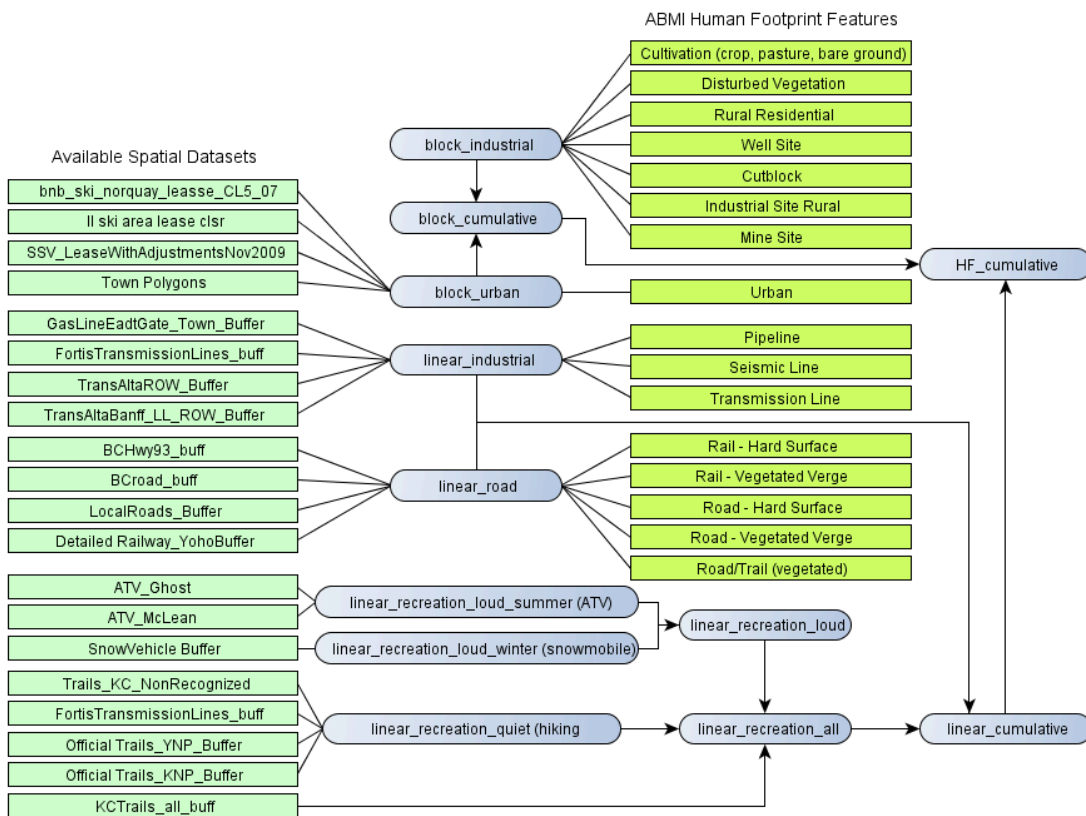 ABMI Human Footprint Features
Cultivation (crop, pasture, bare ground)
Disturbed Vegetation
Rural Residential
Well Site
Cutblock
Industrial Site Rural
Mine Site
Urban
Pipeline
Seismic Line
Transmission Line
Rail - Hard Surface
Rail - Vegetated Verge
Road - Hard Surface
Road - Vegetated Verge
Road/Trail (vegetated)
Available Spatial Datasets
bnb_ski_norquay_leasse_CL5_07
ll ski area lease clsr
SSV_LeaseWithAdjustmentsNov2009
Town Polygons
GasLineEadtGate_Town_Buffer
FortisTransmissionLines_buff
TransAltaROW_Buffer
TransAltaBanff_LL_ROW_Buffer
BCHwy93_buff
BCroad_buff
LocalRoads_Buffer
Detailed Railway_YohoBuffer
ATV_Ghost
ATV_McLean
SnowVehicle Buffer
Trails_KC_NonRecognized
FortisTransmissionLines_buff
Official Trails_YNP_Buffer
Official Trails_KNP_Buffer
KCTrails_all_buff
block_industrial
block_cumulative
block_urban
linear_industrial
linear_road
linear_recreation_loud_summer (ATV)
linear_recreation_loud_winter (snowmobile)
linear_recreation_quiet (hiking
linear_recreation_loud
linear_recreation_all
linear_cumulative
HF_cumulative